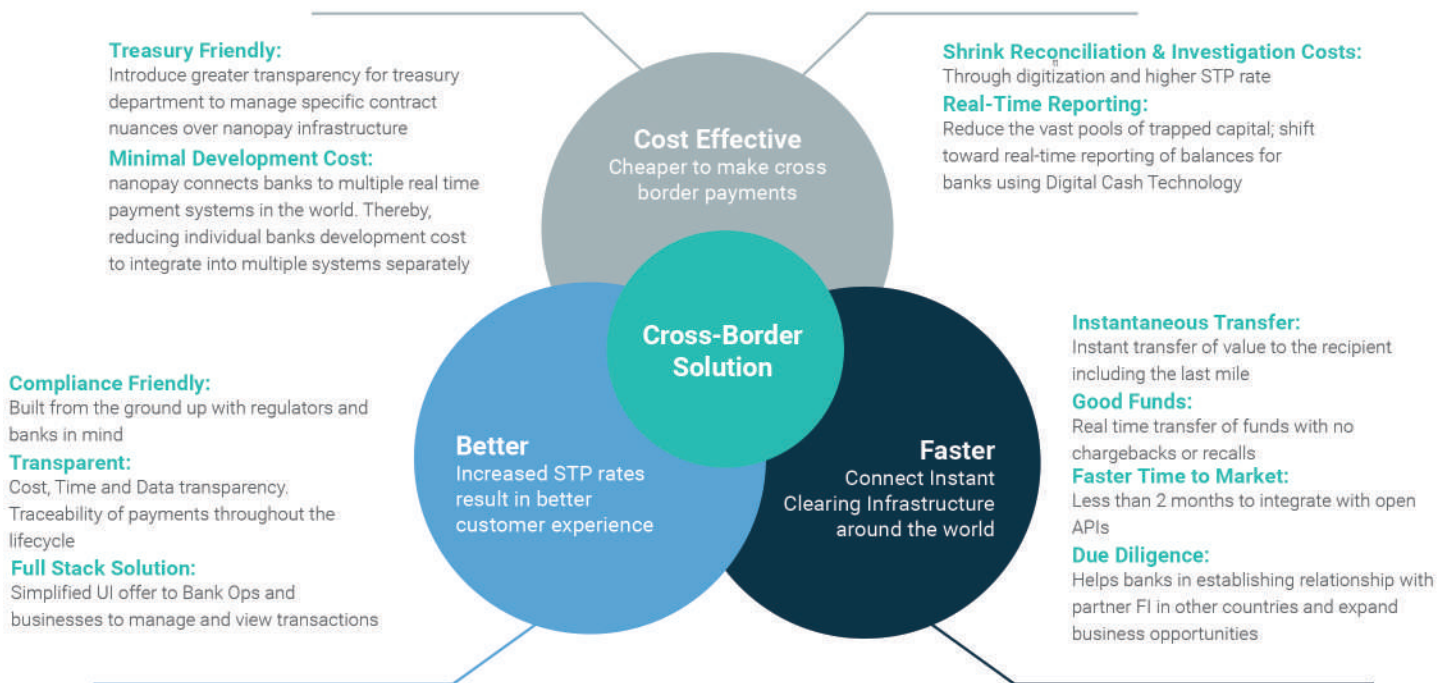 Treasury Friendly:
Introduce greater transparency for treasury
department to manage specific contract
nuances over nanopay infrastructure
Minimal Development Cost:
nanopay connects banks to multiple real time
payment systems in the world. Thereby,
reducing individual banks development cost
to integrate into multiple systems separately
Cost Effective
Cheaper to make cross
border payments
Shrink Reconciliation & Investigation Costs:
Through digitization and higher STP rate
Real-Time Reporting:
Reduce the vast pools of trapped capital; shift
toward real-time reporting of balances for
banks using Digital Cash Technology
Cross-Border
Solution
Compliance Friendly:
Built from the ground up with regulators and
banks in mind
Transparent:
Cost, Time and Data transparency.
Traceability of payments throughout the
lifecycle
Full Stack Solution:
Simplified UI offer to Bank Ops and
businesses to manage and view transactions
Better
Increased STP rates
result in better
customer experience
Faster
Connect Instant
Clearing Infrastructure
around the world
Instantaneous Transfer:
Instant transfer of value to the recipient
including the last mile
Good Funds:
Real time transfer of funds with no
chargebacks or recalls
Faster Time to Market:
Less than 2 months to integrate with open
APIs
Due Diligence:
Helps banks in establishing relationship with
partner FI in other countries and expand
business opportunities